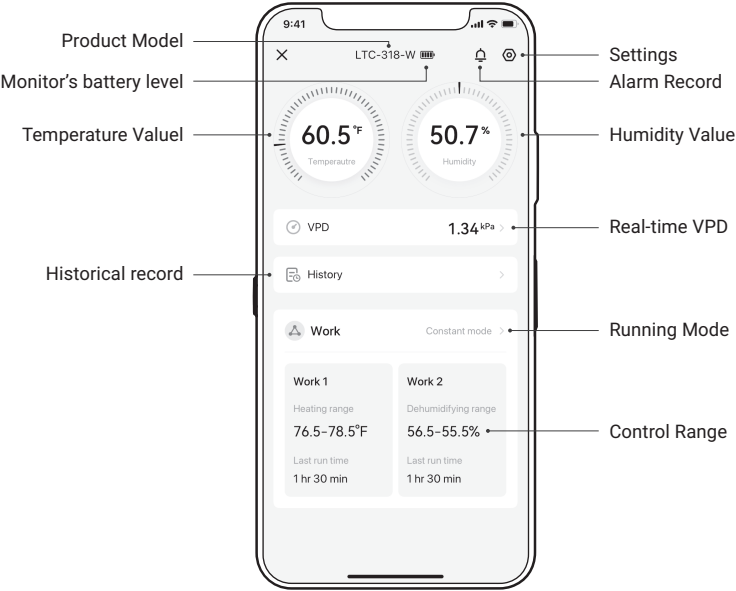 9:41
Product Model
LTC-318-W
Settings
Monitor's battery level
Alarm Record
Temperature Valuel
60.5°F
Temperautre
50.7%
Humidity
Humidity Value
VPD
1.34 kPa
Real-time VPD
Historical record
History
Work
Constant mode
Running Mode
Work 1
Heating range
76.5-78.5°F
Last run time
1 hr 30 min
Work 2
Dehumidifying range
56.5-55.5%
Last run time
1 hr 30 min
Control Range